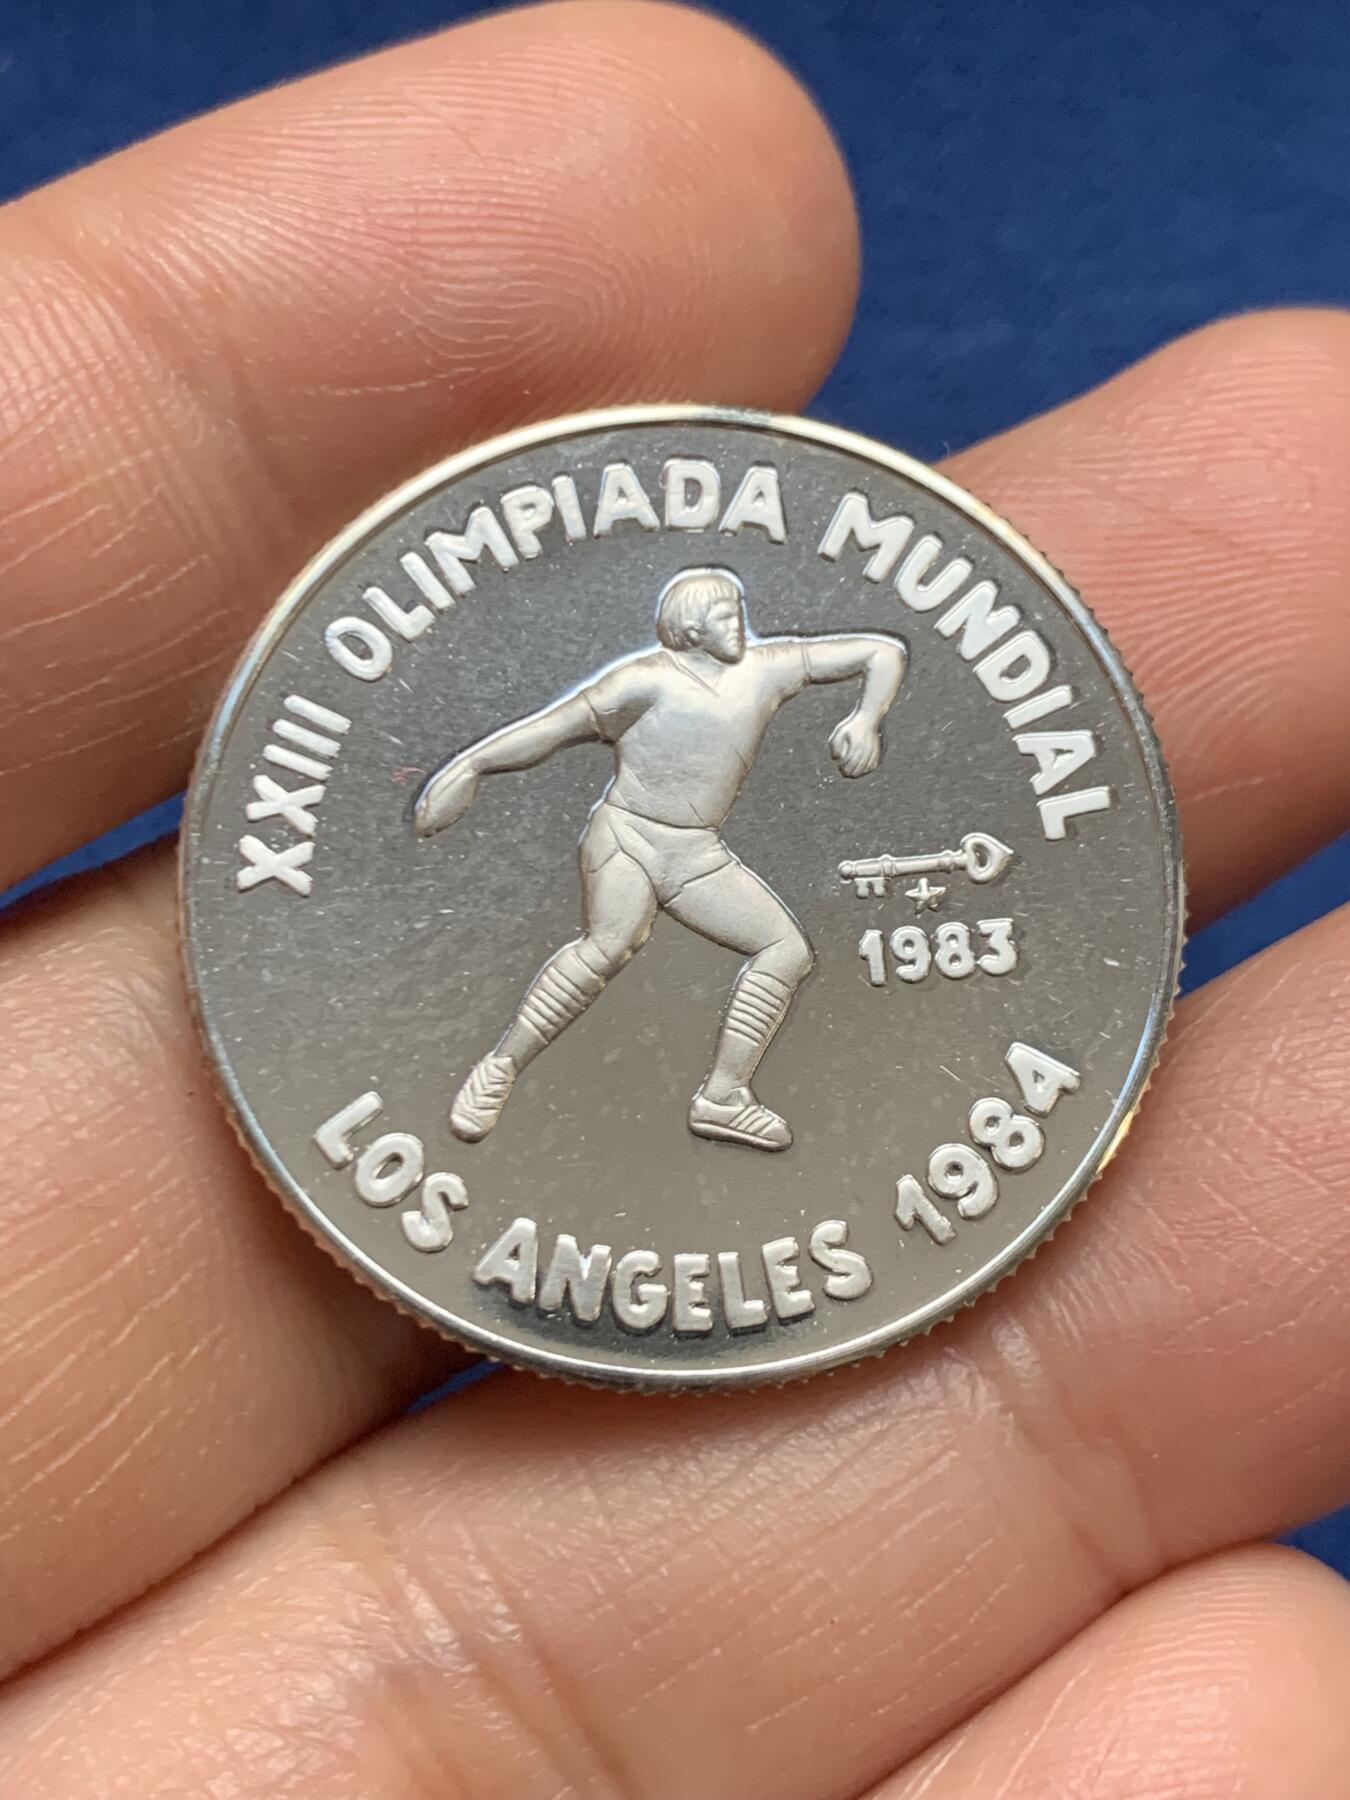 XXIII OLIMPIADA MUNDIAL
1983
LOS ANGELES 1984